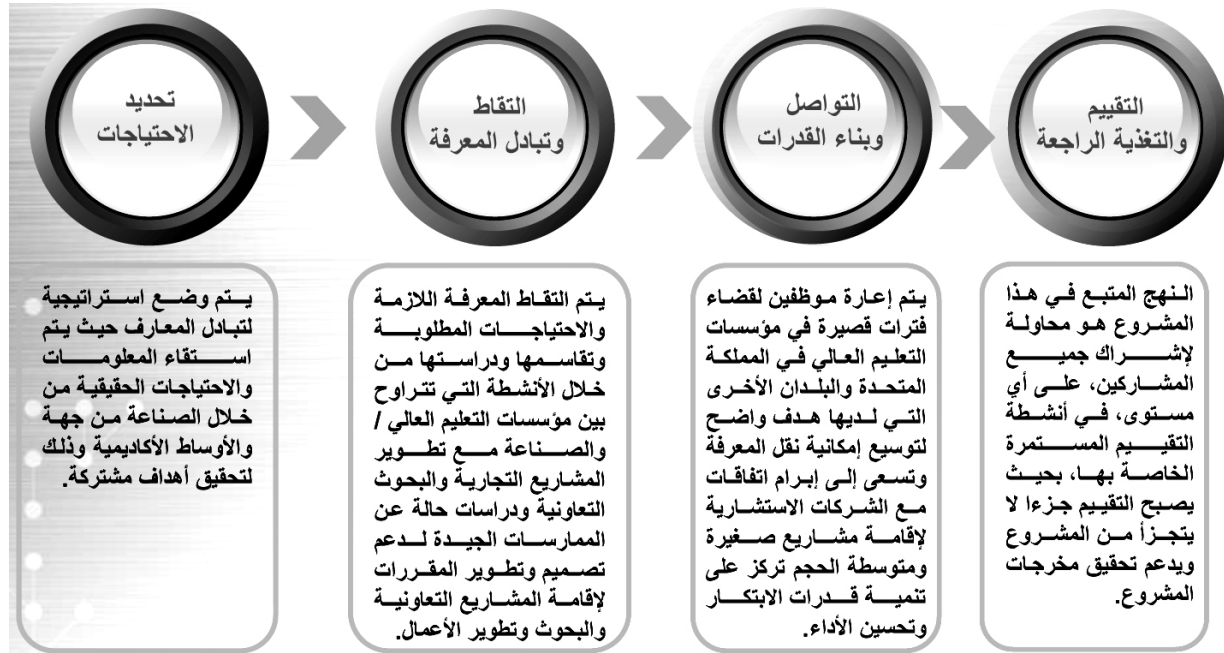 تحديد
الاحتياجات
يتم وضع استراتيجية
لتبادل المعارف حيث يتم
استقاء المعلومات
والاحتياجات الحقيقية من
خلال الصناعة من جهة
والأوساط الأكاديمية وذلك
لتحقيق أهداف مشتركة.
التقاط
وتبادل المعرفة
يتم التقاط المعرفة اللازمة
والاحتياجات المطلوبة
وتقاسمها ودراستها من
خلال الأنشطة التي تتراوح
بين مؤسسات التعليم العالي /
والصناعة مع تطوير
المشاريع التجارية والبحوث
التعاونية ودراسات حالة عن
الممارسات الجيدة لدعم
تصميم وتطوير المقررات
لإقامة المشاريع التعاونية
والبحوث وتطوير الأعمال.
التواصل
وبناء القدرات
يتم إعارة موظفين لقضاء
فترات قصيرة في مؤسسات
التعليم العالي في المملكة
المتحدة والبلدان الأخرى
التي لديها هدف واضح
لتوسيع إمكانية نقل المعرفة
وتسعى إلى إبرام اتفاقات
مع الشركات الاستشارية
لإقامة مشاريع صغيرة
ومتوسطة الحجم تركز على
تنمية قدرات الابتكار
وتحسين الأداء.
التقييم
والتغذية الراجعة
النهج المتبع في هذا
المشروع هو محاولة
لإشراك جميع
المشاركين، على أي
مستوى، في أنشطة
التقييم المستمرة
الخاصة بها، بحيث
يصبح التقييم جزءا لا
يتجزأ من المشروع
ويدعم تحقيق مخرجات
المشروع.